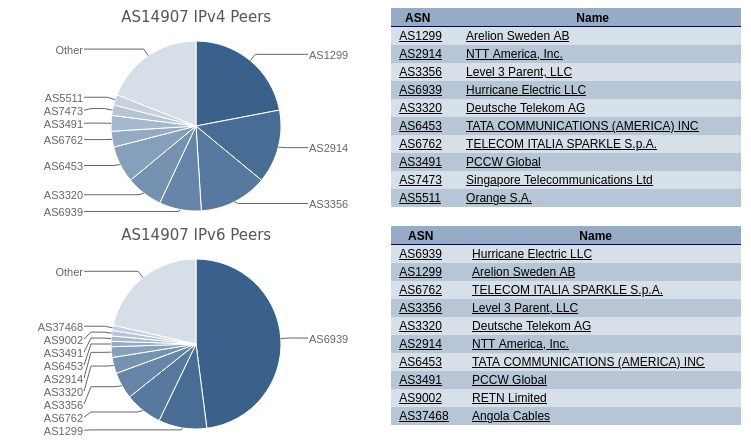 AS14907 IPv4 Peers
Other
AS1299
AS5511
AS7473
AS3491
AS6762
AS2914
AS6453
AS3320
AS3356
AS6939
ASN Name
AS1299 Arelion Sweden AB
AS2914 NTT America, Inc.
AS3356 Level 3 Parent, LLC
AS6939 Hurricane Electric LLC
AS3320 Deutsche Telekom AG
AS6453 TATA COMMUNICATIONS (AMERICA) INC
AS6762 TELECOM ITALIA SPARKLE S.p.A.
AS3491 PCCW Global
AS7473 Singapore Telecommunications Ltd
AS5511 Orange S.A.
AS14907 IPv6 Peers
Other
AS37468
AS9002
AS6939
AS3491
AS6453
AS2914
AS3320
AS3356
AS6762
AS1299
ASN Name
AS6939 Hurricane Electric LLC
AS1299 Arelion Sweden AB
AS6762 TELECOM ITALIA SPARKLE S.p.A.
AS3356 Level 3 Parent, LLC
AS3320 Deutsche Telekom AG
AS2914 NTT America, Inc.
AS6453 TATA COMMUNICATIONS (AMERICA) INC
AS3491 PCCW Global
AS9002 RETN Limited
AS37468 Angola Cables